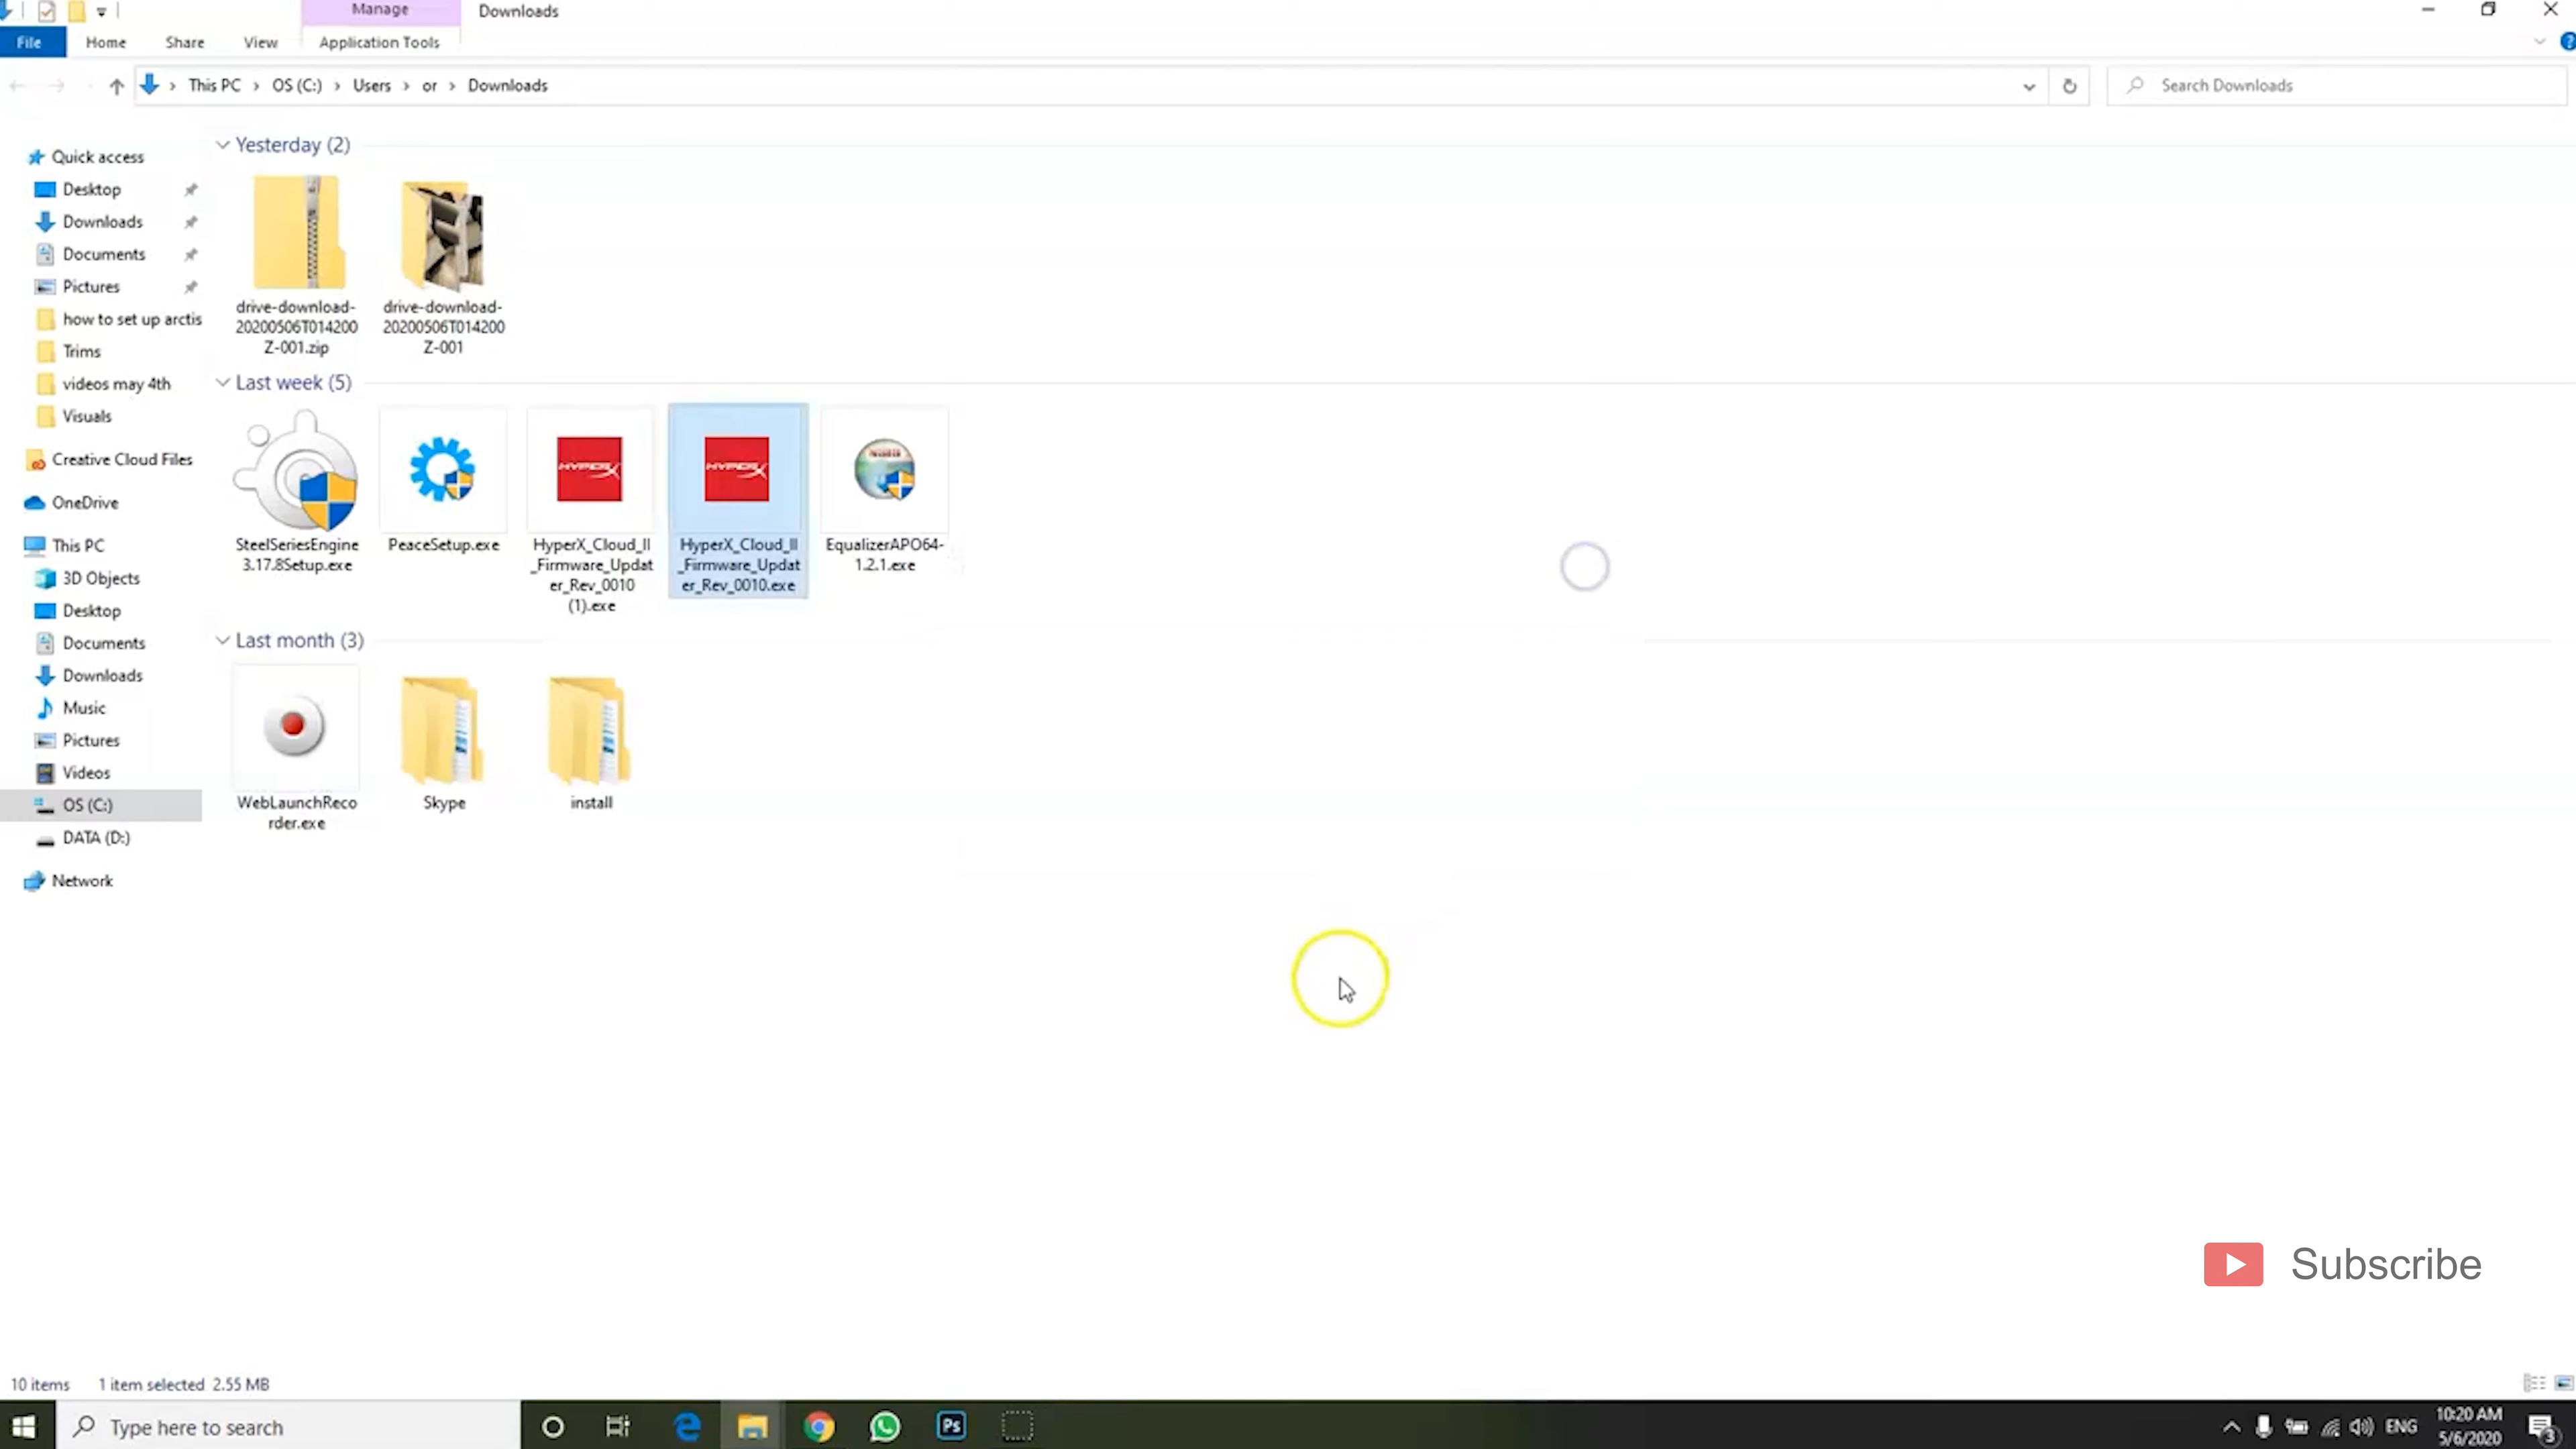 Manage
Downloads
File
Home
Share
View
Application Tools
This PC
OS (C:)
Users
or
Downloads
Search Downloads
Quick access
Desktop
Downloads
Documents
Pictures
how to set up arctis
Trims
videos may 4th
Visuals
Creative Cloud Files
OneDrive
This PC
3D Objects
Desktop
Documents
Downloads
Music
Pictures
Videos
OS (C:)
DATA (D:)
Network
Yesterday (2)
drive-download-
20200506T014200
Z-001.zip
drive-download-
20200506T014200
Z-001
Last week (5)
SteelSeriesEngine
3.17.8Setup.exe
PeaceSetup.exe
HYPERX
HyperX_Cloud_II
_Firmware_Updat
er_Rev_0010
(1).exe
HYPERX
HyperX_Cloud_II
_Firmware_Updat
er_Rev_0010.exe
EqualizerAPO64-
1.2.1.exe
Last month (3)
WebLaunchReco
rder.exe
Skype
install
Subscribe
10 items
1 item selected 2.55 MB
Type here to search
Ps
ENG
10:20 AM
5/6/2020
3